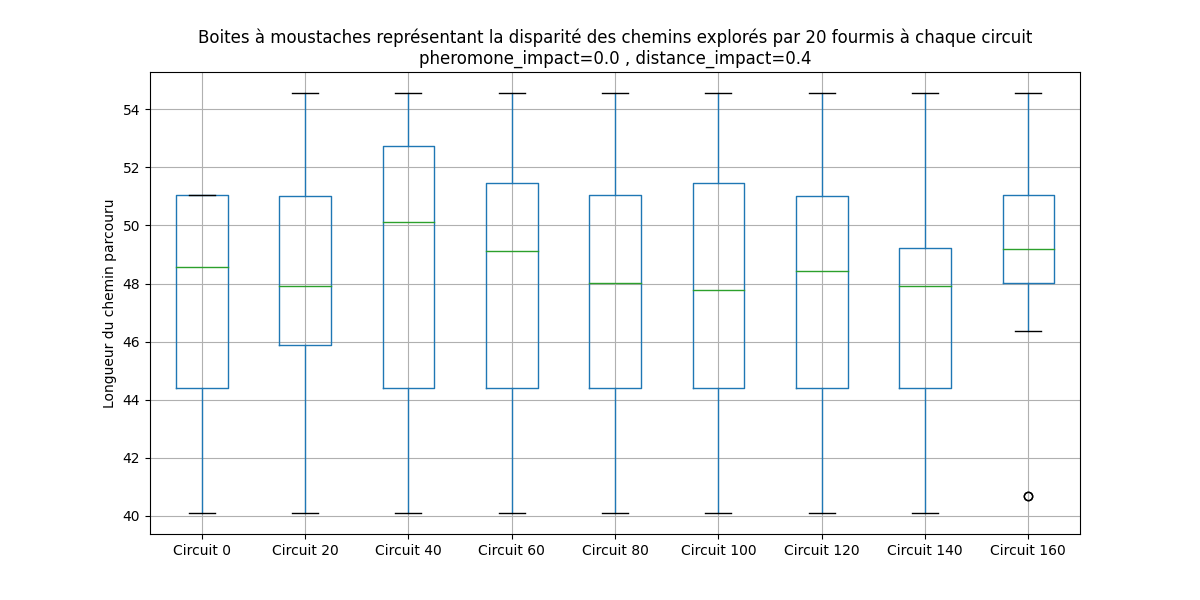 Boites à moustaches représentant la disparité des chemins explorés par 20 fourmis à chaque circuit
pheromone_impact=0.0 , distance_impact=0.4
Longueur du chemin parcouru
54
52
50
48
46
44
42
40
Circuit 0 Circuit 20 Circuit 40 Circuit 60 Circuit 80 Circuit 100 Circuit 120 Circuit 140 Circuit 160